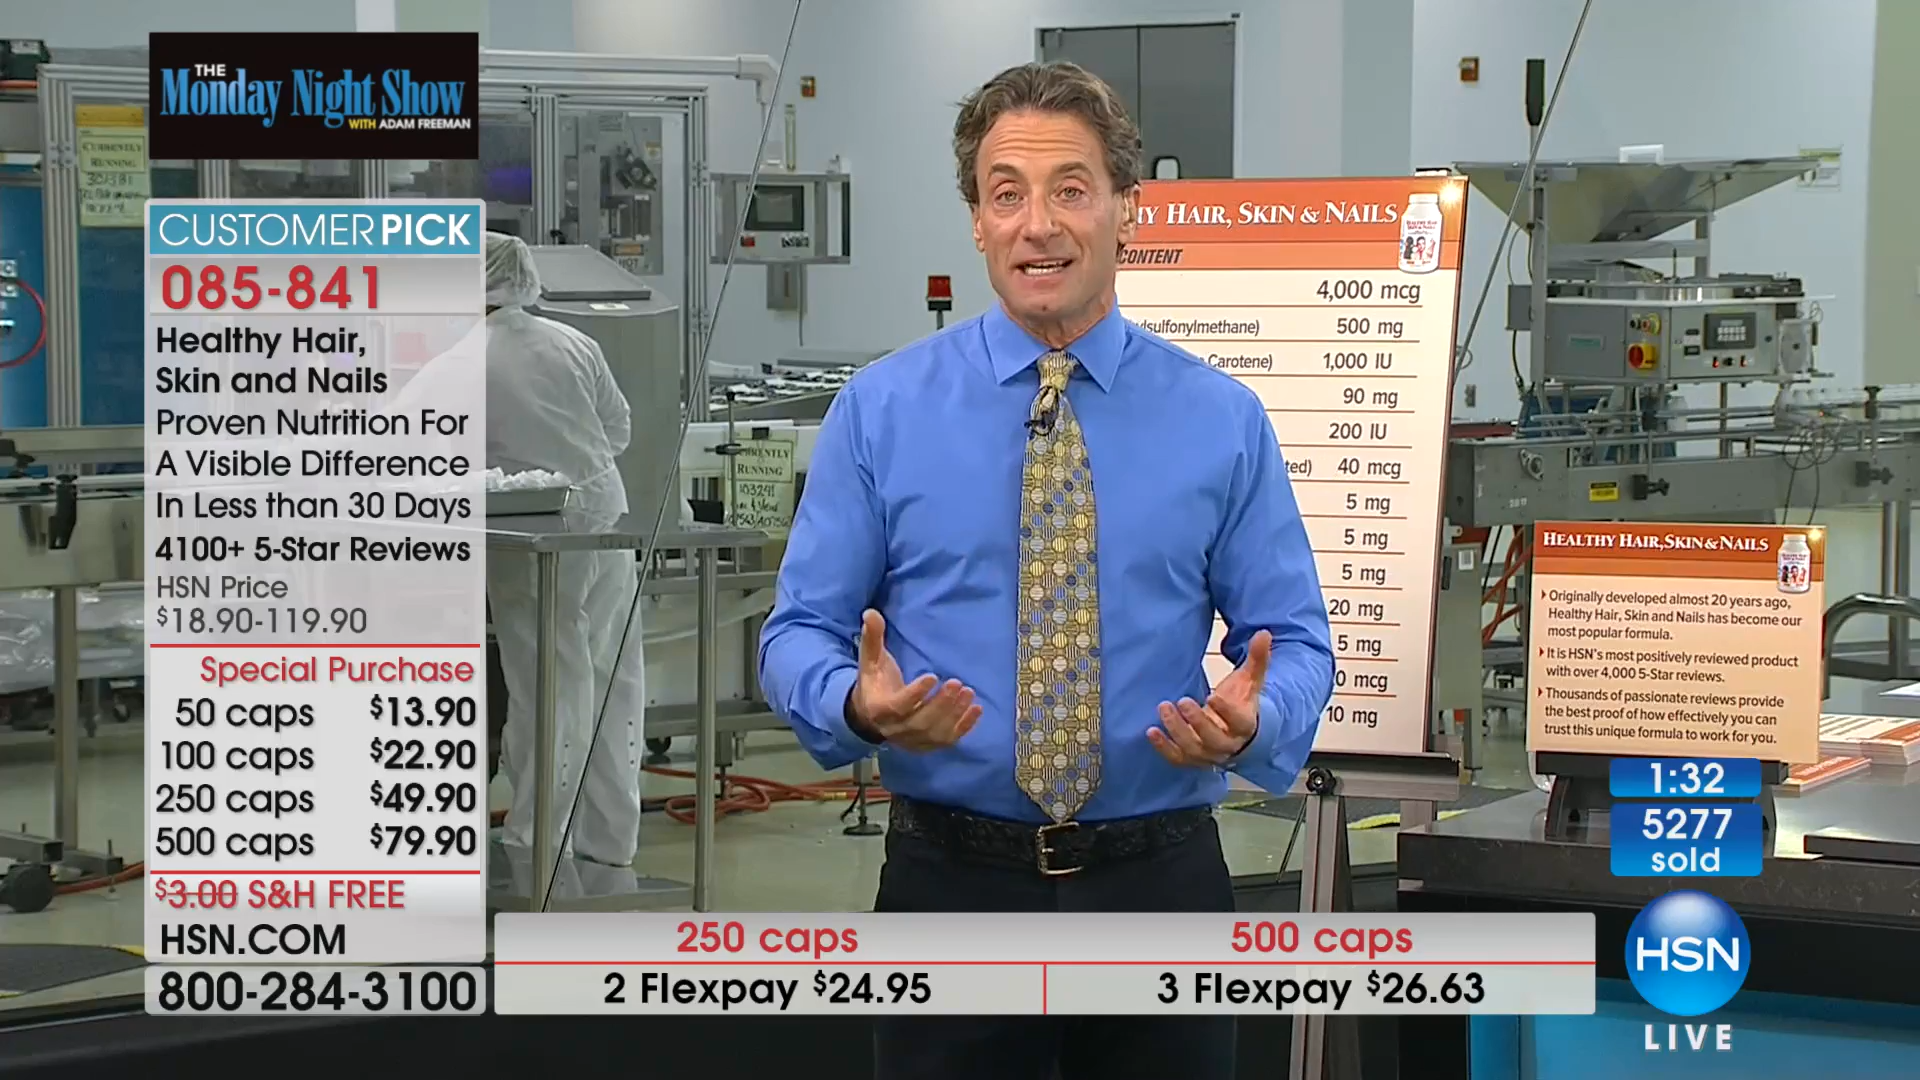 THE
Monday Night Show
WITH ADAM FREEMAN
CUSTOMER PICK
085-841
Healthy Hair,
Skin and Nails
Proven Nutrition For
A Visible Difference
In Less than 30 Days
4100+ 5-Star Reviews
HSN Price
$18.90-119.90
Special Purchase
50 caps $13.90
100 caps $22.90
250 caps $49.90
500 caps $79.90
$3.00 S&H FREE
HSN.COM
800-284-3100
250 caps 500 caps
2 Flexpay $24.95 3 Flexpay $26.63
CURRENTLY
RUNNING
RUNNING
HOT
HAIR, SKIN & NAILS
CONTENT
4,000 mcg
ylsulfonylmethane) 500 mg
Carotene) 1,000 IU
90 mg
200 IU
ted) 40 mcg
5 mg
5 mg
5 mg
20 mg
5 mg
0 mcg
10 mg
HEALTHY HAIR, SKIN & NAILS
Originally developed almost 20 years ago,
Healthy Hair, Skin and Nails has become our
most popular formula.
It is HSN's most positively reviewed product
with over 4,000 5-Star reviews.
Thousands of passionate reviews provide
the best proof of how effectively you can
trust this unique formula to work for you.
1:32
5277
sold
HSN
LIVE